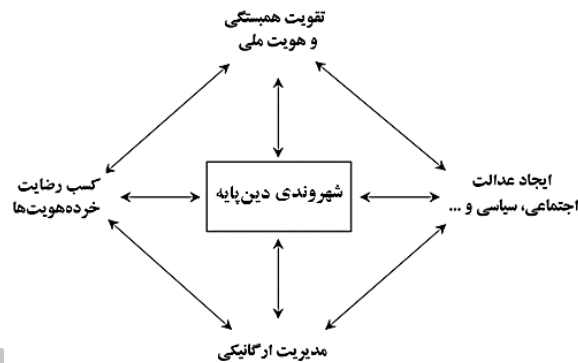 تقویت همبستگی
و هویت ملی
ایجاد عدالت
اجتماعی، سیاسی و ...
شهروندی دین‌پایه
کسب رضایت
خرده‌هویت‌ها
مدیریت ارگانیکی